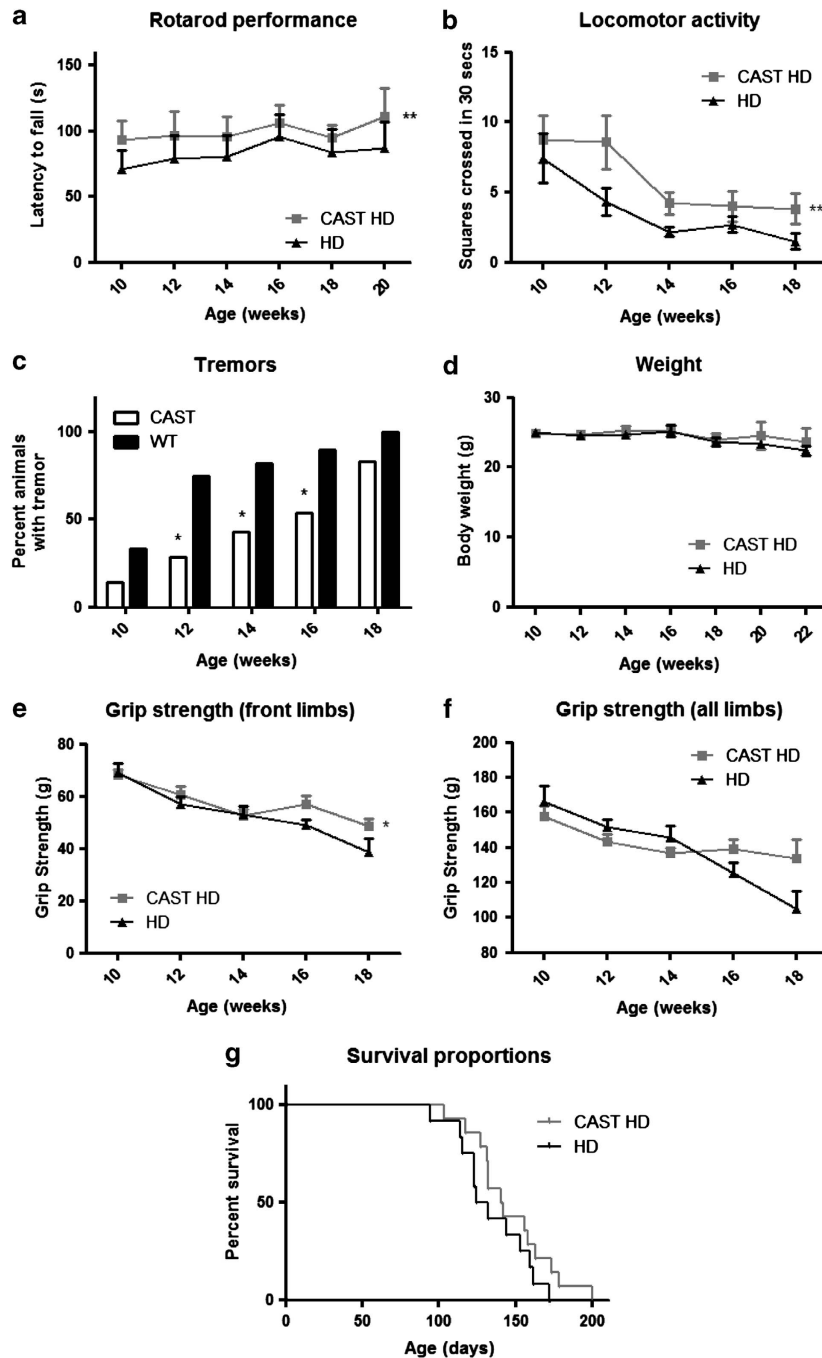 a
Rotarod performance
Latency to fall (s)
150
100
50
0
10 12 14 16 18 20
Age (weeks)
CAST HD
HD
**
b
Locomotor activity
Squares crossed in 30 secs
15
10
5
0
10 12 14 16 18
Age (weeks)
CAST HD
HD
**
c
Tremors
Percent animals
with tremor
100
50
0
CAST
WT
* * *
10 12 14 16 18
Age (weeks)
d
Weight
Body weight (g)
30
20
10
0
10 12 14 16 18 20 22
Age (weeks)
CAST HD
HD
e
Grip strength (front limbs)
Grip Strength (g)
80
60
40
20
0
10 12 14 16 18
Age (weeks)
CAST HD
HD
*
f
Grip strength (all limbs)
Grip Strength (g)
200
180
160
140
120
100
80
10 12 14 16 18
Age (weeks)
CAST HD
HD
g
Survival proportions
Percent survival
100
50
0
0 50 100 150 200
Age (days)
CAST HD
HD